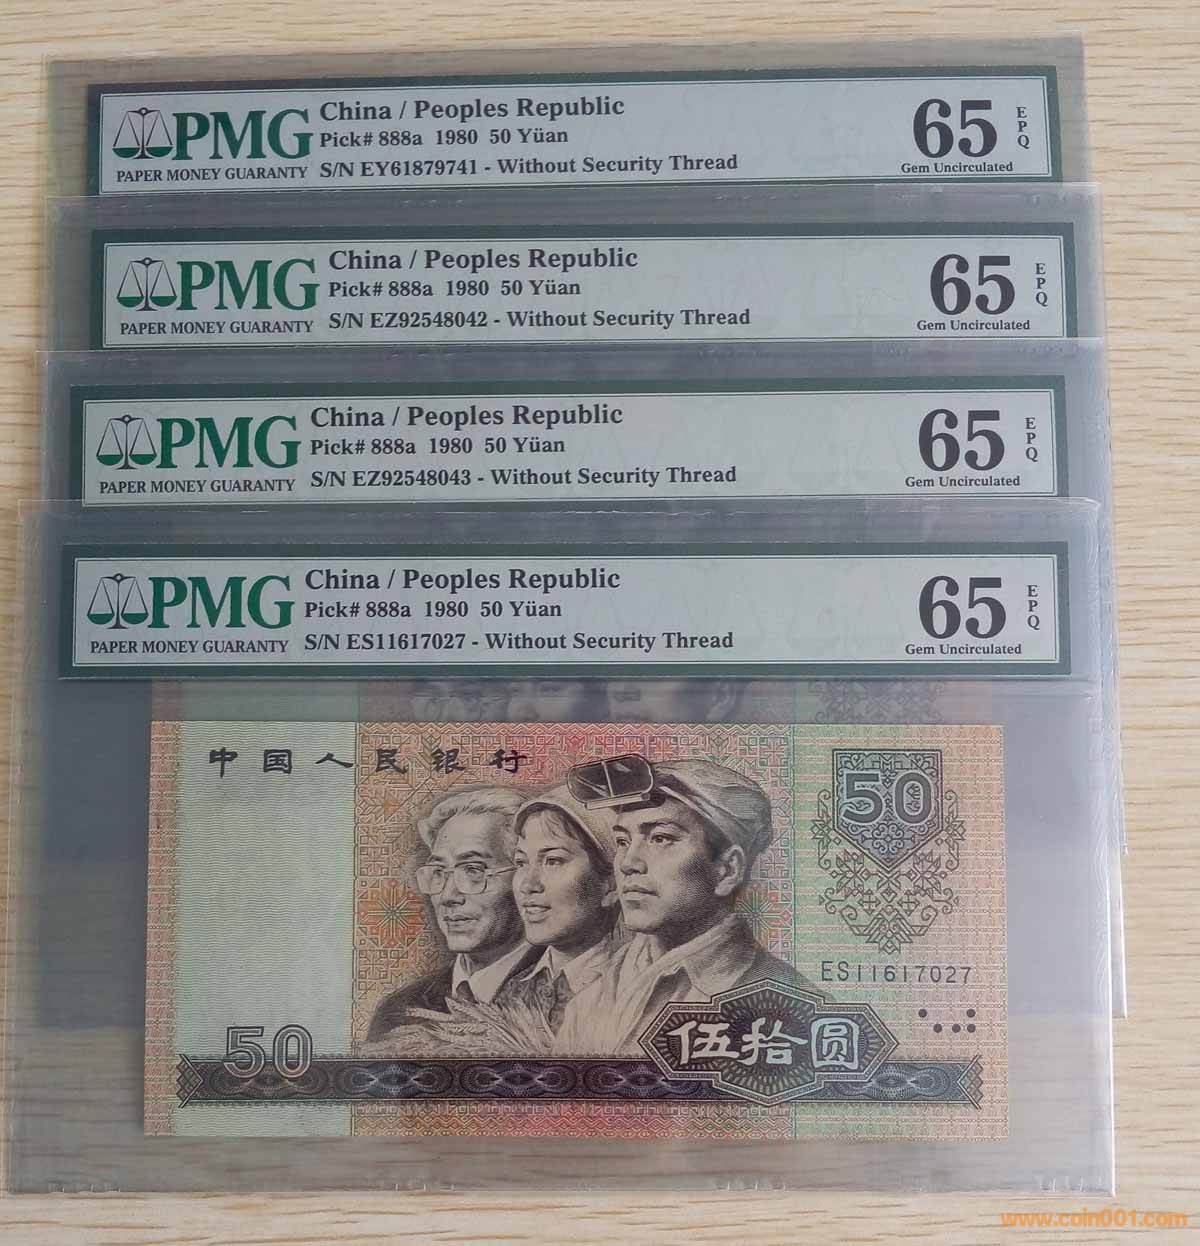 PMG
PAPER MONEY GUARANTY
China / Peoples Republic
Pick# 888a 1980 50 Yüan
S/N EY61879741 - Without Security Thread
65
EPQ
Gem Uncirculated
PMG
PAPER MONEY GUARANTY
China / Peoples Republic
Pick# 888a 1980 50 Yüan
S/N EZ92548042 - Without Security Thread
65
EPQ
Gem Uncirculated
PMG
PAPER MONEY GUARANTY
China / Peoples Republic
Pick# 888a 1980 50 Yüan
S/N EZ92548043 - Without Security Thread
65
EPQ
Gem Uncirculated
PMG
PAPER MONEY GUARANTY
China / Peoples Republic
Pick# 888a 1980 50 Yüan
S/N ES11617027 - Without Security Thread
65
EPQ
Gem Uncirculated
中国人民银行
50
ES11617027
50
伍拾圆
www.coin001.com